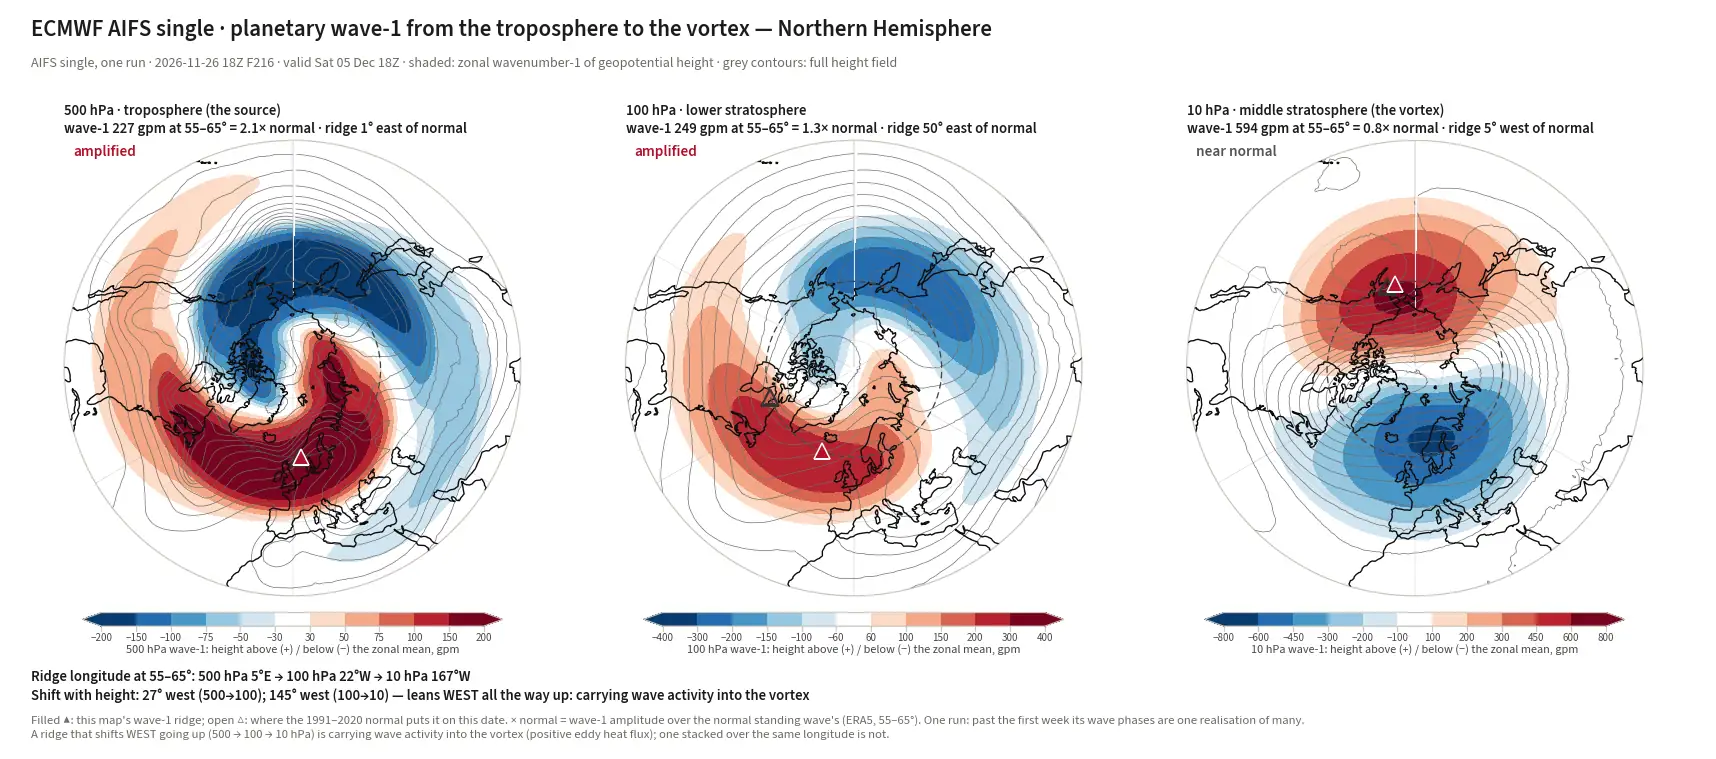 ECMWF AIFS single · planetary wave-1 from the troposphere to the vortex — Northern Hemisphere
AIFS single, one run · 2026-11-26 18Z F216 · valid Sat 05 Dec 18Z · shaded: zonal wavenumber-1 of geopotential height · grey contours: full height field
500 hPa · troposphere (the source)
wave-1 227 gpm at 55–65° = 2.1× normal · ridge 1° east of normal
amplified
100 hPa · lower stratosphere
wave-1 249 gpm at 55–65° = 1.3× normal · ridge 50° east of normal
amplified
10 hPa · middle stratosphere (the vortex)
wave-1 594 gpm at 55–65° = 0.8× normal · ridge 5° west of normal
near normal
−200 −150 −100 −75 −50 −30 30 50 75 100 150 200
500 hPa wave-1: height above (+) / below (−) the zonal mean, gpm
−400 −300 −200 −150 −100 −60 60 100 150 200 300 400
100 hPa wave-1: height above (+) / below (−) the zonal mean, gpm
−800 −600 −450 −300 −200 −100 100 200 300 450 600 800
10 hPa wave-1: height above (+) / below (−) the zonal mean, gpm
Ridge longitude at 55–65°: 500 hPa 5°E → 100 hPa 22°W → 10 hPa 167°W
Shift with height: 27° west (500→100); 145° west (100→10) — leans WEST all the way up: carrying wave activity into the vortex
Filled ▲: this map's wave-1 ridge; open △: where the 1991–2020 normal puts it on this date. × normal = wave-1 amplitude over the normal standing wave's (ERA5, 55–65°). One run: past the first week its wave phases are one realisation of many.
A ridge that shifts WEST going up (500 → 100 → 10 hPa) is carrying wave activity into the vortex (positive eddy heat flux); one stacked over the same longitude is not.